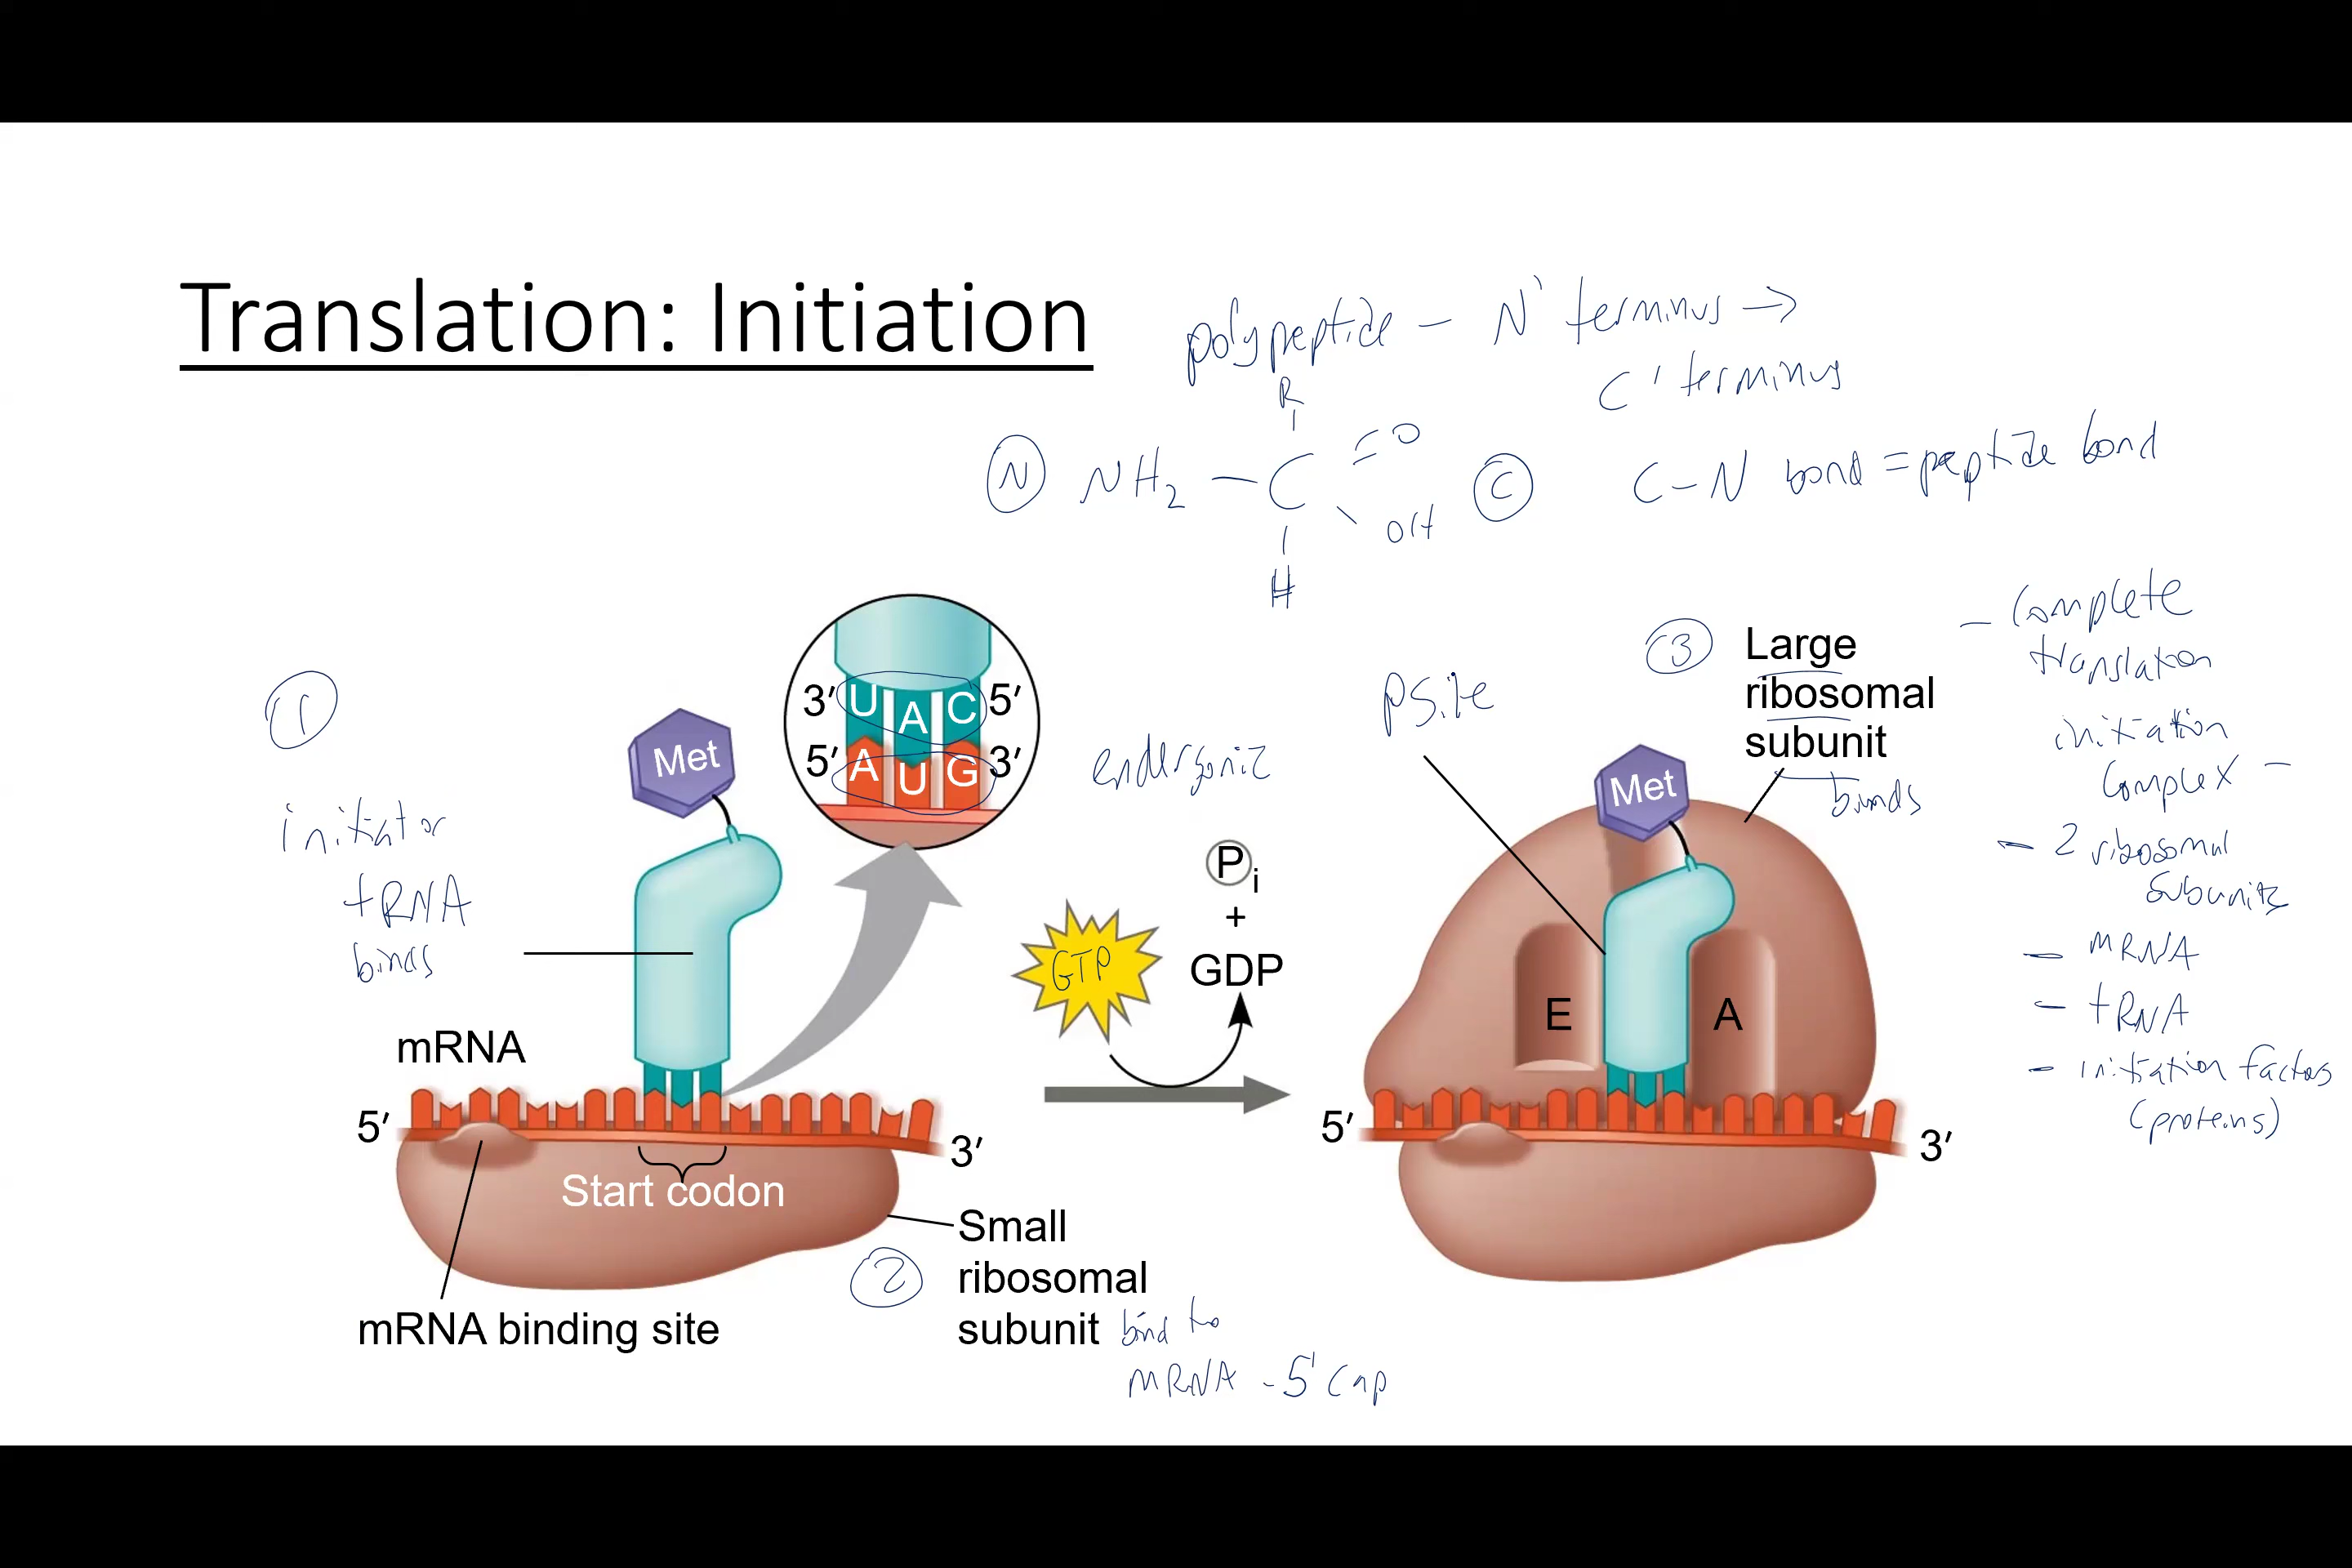 Translation: Initiation
polypeptide – N' terminus →
C' terminus
R
N NH2 – C =O OH C
H
C–N bond = peptide bond
1
initiator
tRNA
binds
Met
3' U A C 5'
5' A U G 3'
mRNA
5'
3'
Start codon
mRNA binding site
2
Small
ribosomal
subunit bind to
mRNA - 5' cap
endergonic
Pi
+
GDP
GTP
P site
3
Large
ribosomal
subunit
binds
Met
E
A
5'
3'
– Complete
translation
initiation
complex –
– 2 ribosomal
subunits
– mRNA
– tRNA
– initiation factors
(proteins)